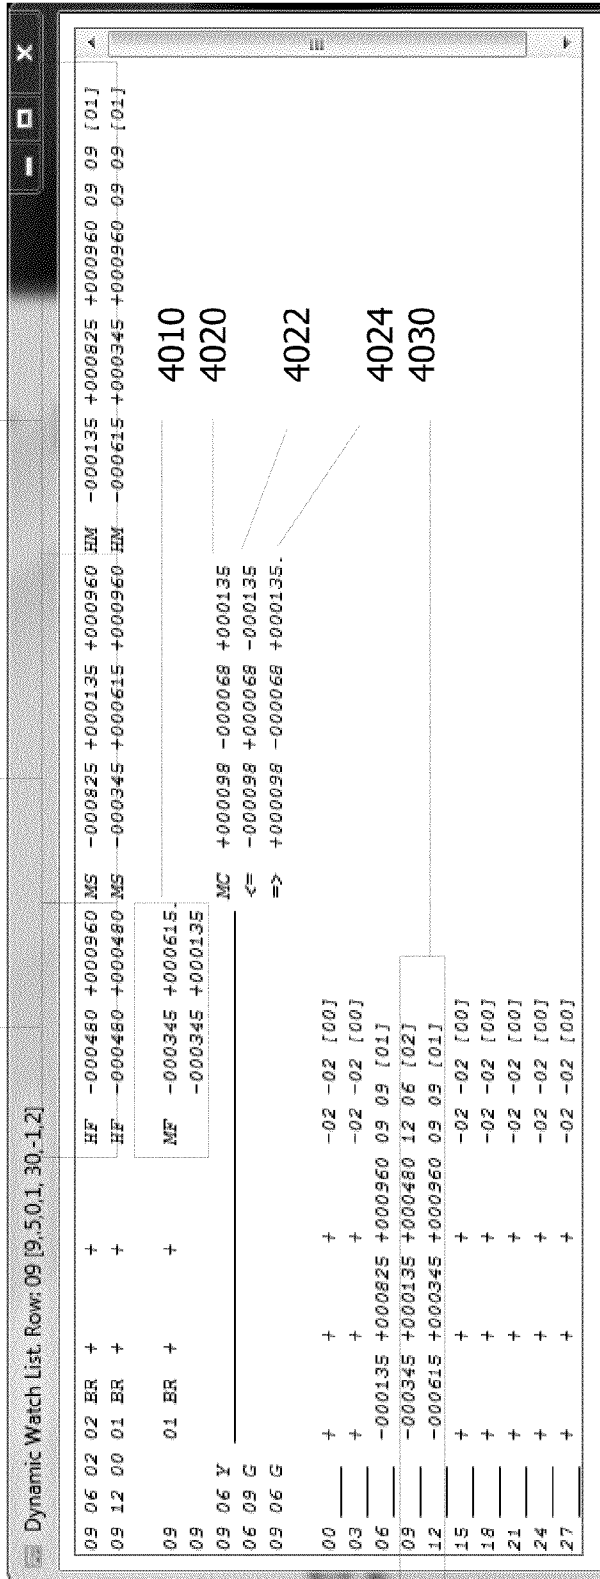 Dynamic Watch List. Row: 09 [9,.5,0.1, 30,-1,2]
09 06 02 02 BR + + HF -000480 +000960 MS -000825 +000135 +000960 HM -000135 +000825 +000960 09 09 [01]
09 12 00 01 BR + + HF -000480 +000480 MS -000345 +000615 +000960 HM -000615 +000345 +000960 09 09 [01]
09 01 BR + + MF -000345 +000615. 4010
09 -000345 +000135
09 06 Y MC +000098 -000068 +000135 4020
06 09 G <= -000098 +000068 -000135 4022
09 06 G => +000098 -000068 +000135. 4024
00 + + + -02 -02 [00]
03 + + + -02 -02 [00]
06 -000135 +000825 +000960 09 09 [01]
09 -000345 +000135 +000480 12 06 [02] 4030
12 -000615 +000345 +000960 09 09 [01]
15 + + + -02 -02 [00]
18 + + + -02 -02 [00]
21 + + + -02 -02 [00]
24 + + + -02 -02 [00]
27 + + + -02 -02 [00]